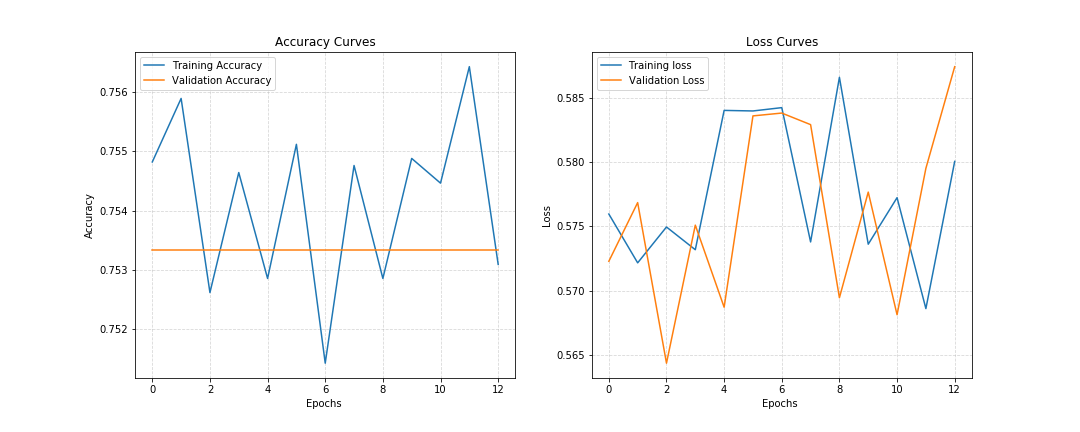 Accuracy Curves
Training Accuracy
Validation Accuracy
0.756
0.755
0.754
0.753
0.752
Accuracy
0 2 4 6 8 10 12
Epochs
Loss Curves
Training loss
Validation Loss
0.585
0.580
0.575
0.570
0.565
Loss
0 2 4 6 8 10 12
Epochs